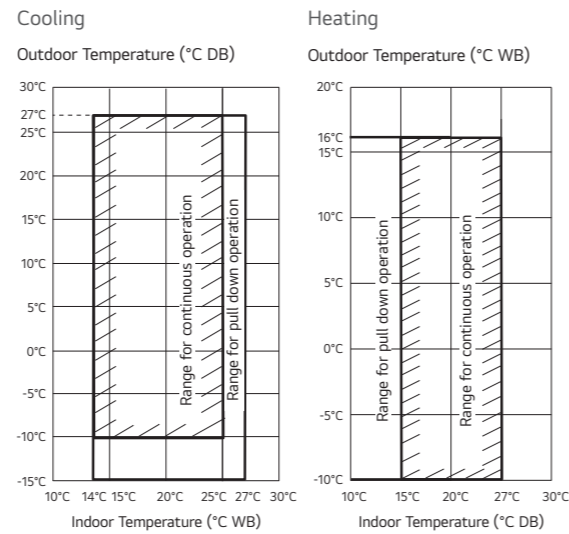 Cooling
Outdoor Temperature (°C DB)
30°C
27°C
25°C
20°C
15°C
10°C
5°C
0°C
-5°C
-10°C
-15°C
Range for continuous operation
Range for pull down operation
10°C 14°C 15°C 20°C 25°C 27°C 30°C
Indoor Temperature (°C WB)
Heating
Outdoor Temperature (°C WB)
20°C
16°C
15°C
10°C
5°C
0°C
-5°C
-10°C
Range for pull down operation
Range for continuous operation
10°C 15°C 20°C 27°C 30°C
Indoor Temperature (°C DB)